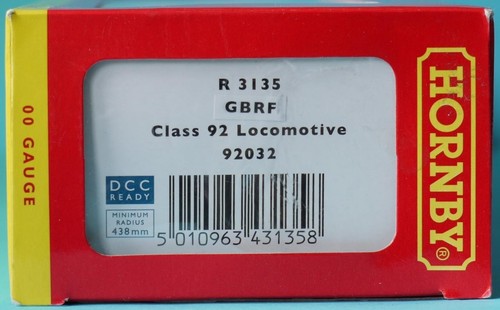 00 GAUGE
R 3135
GBRF
Class 92 Locomotive
92032
DCC
READY
MINIMUM
RADIUS
438mm
5 010963 431358
HORNBY®